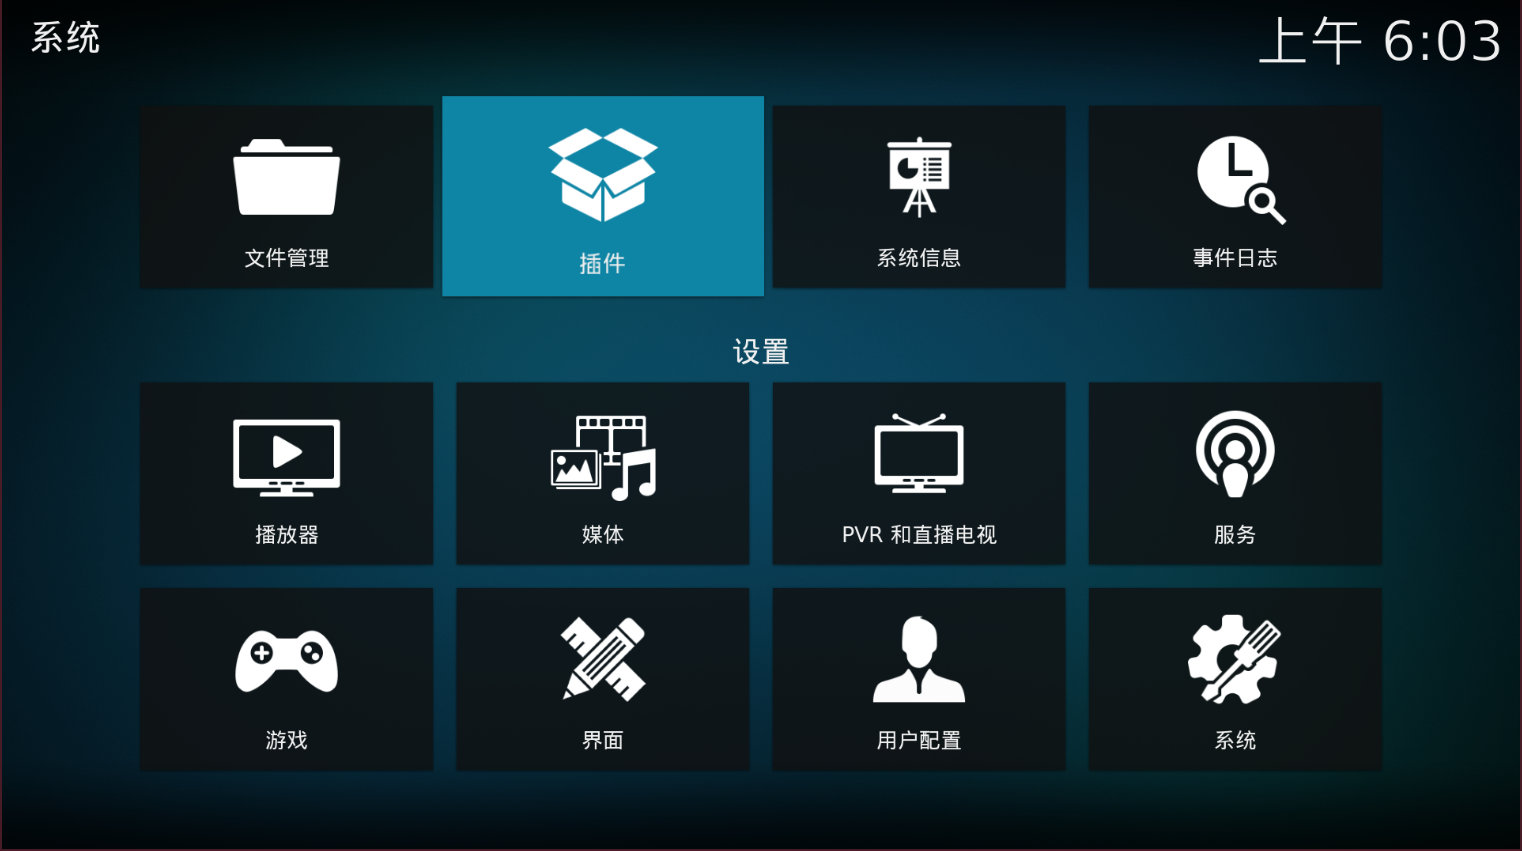 系统
上午 6:03
文件管理
插件
系统信息
事件日志
设置
播放器
媒体
PVR 和直播电视
服务
游戏
界面
用户配置
系统